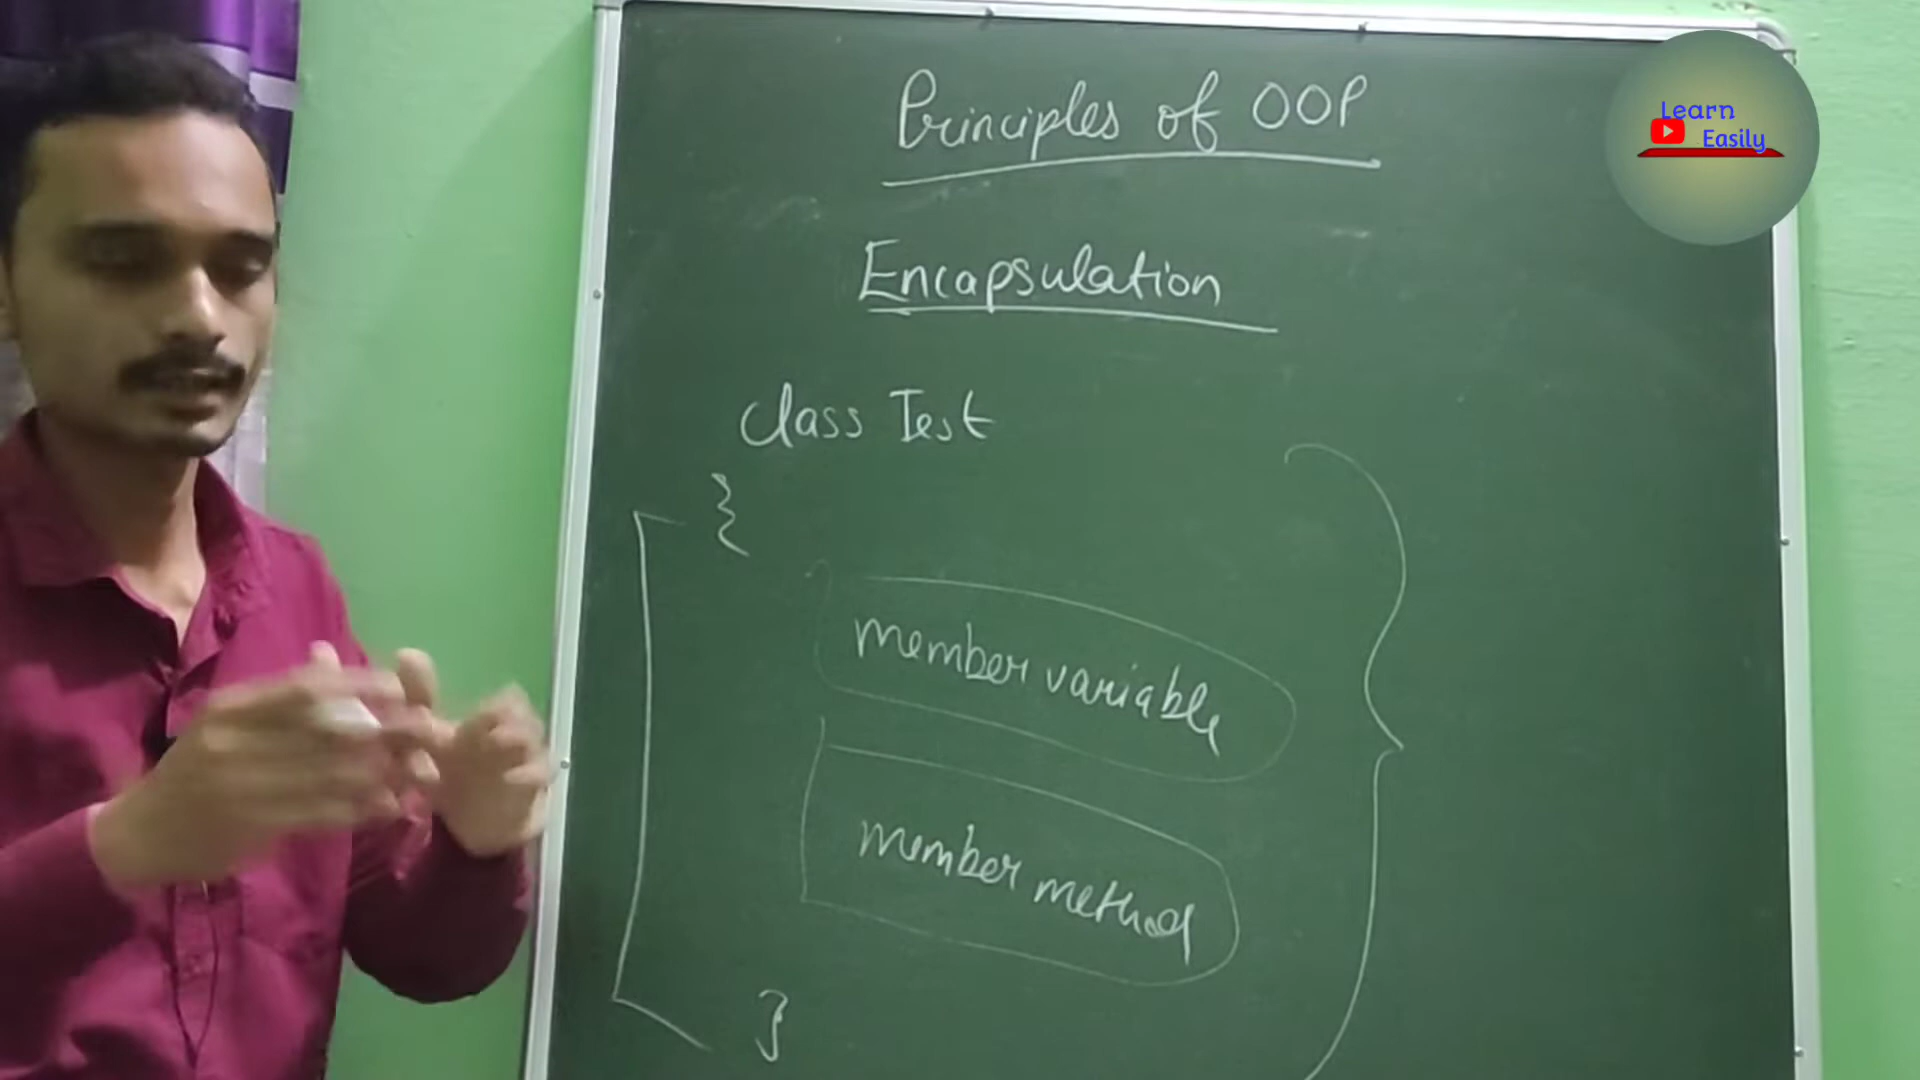 Principles of OOP
Learn
Easily
Encapsulation
Class Test
{
member variable
member method
}